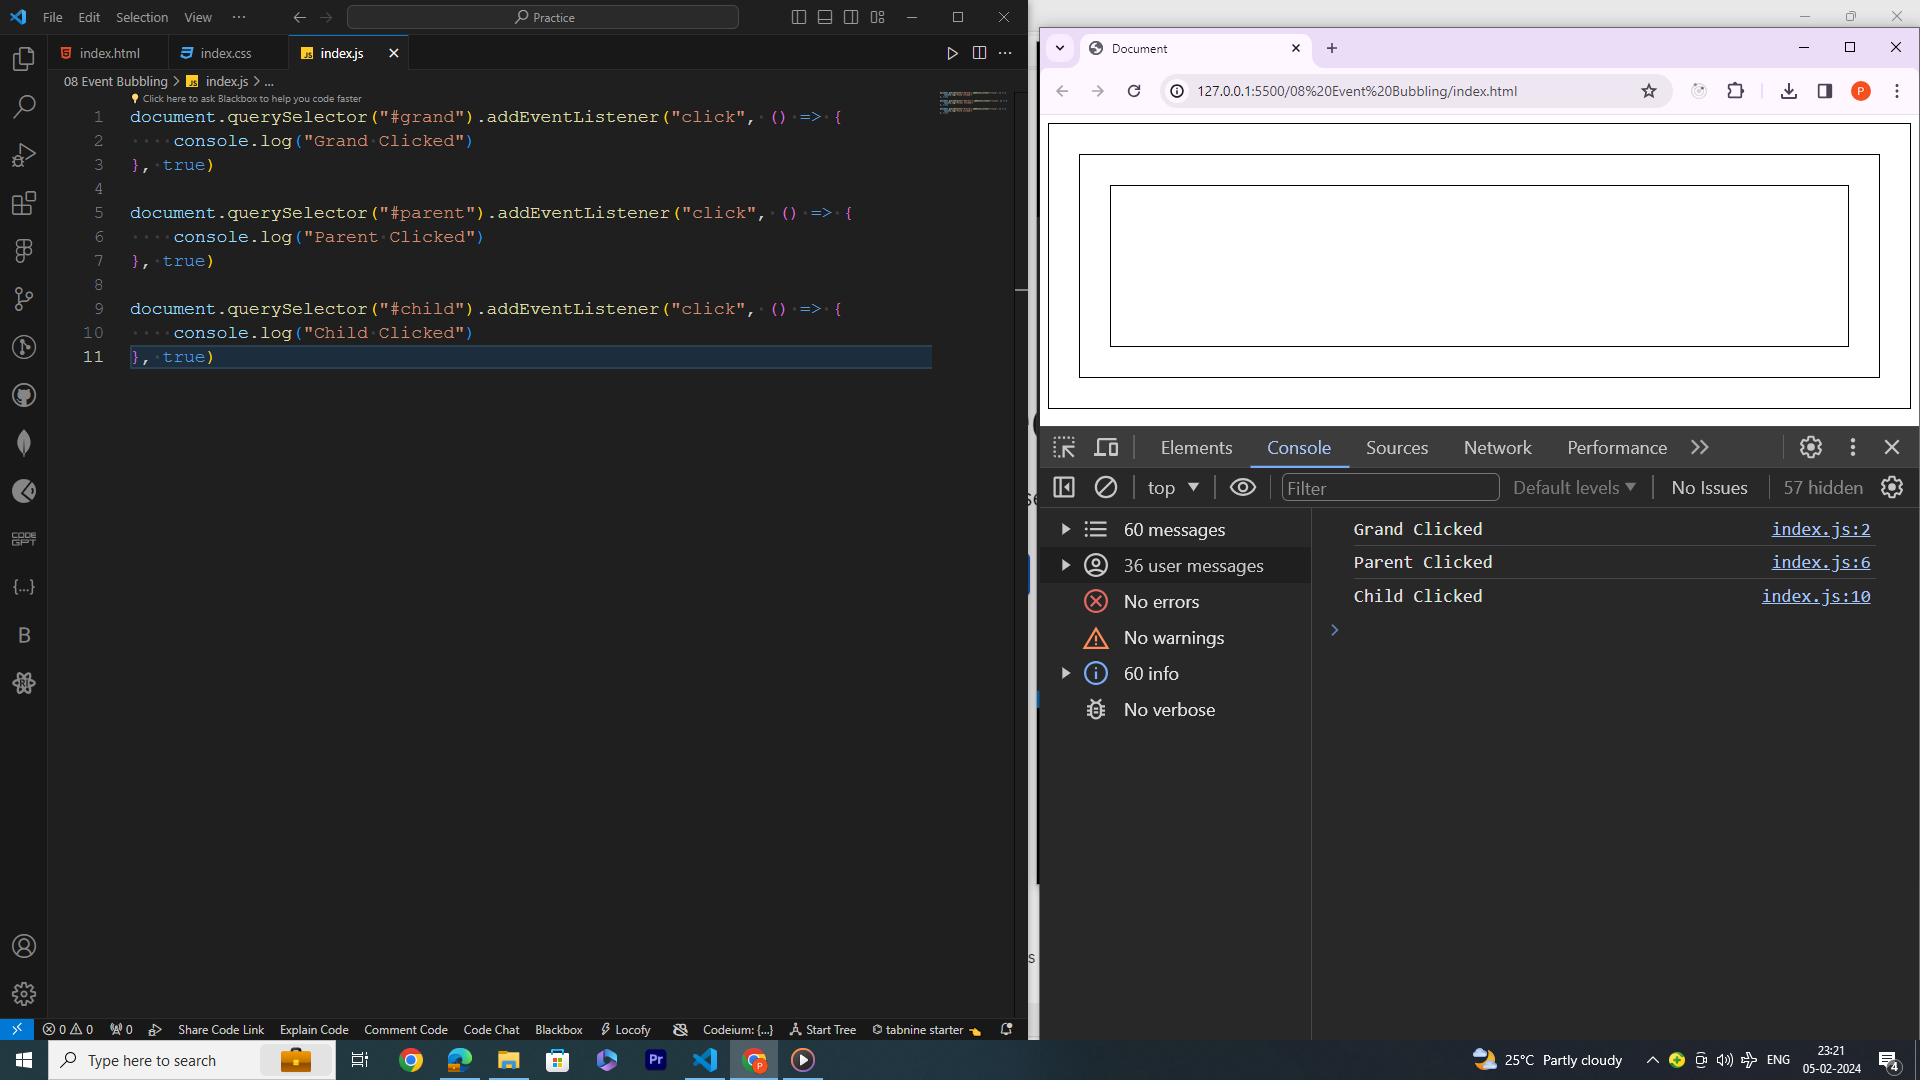 File Edit Selection View ··· Practice
index.html index.css index.js
08 Event Bubbling > index.js > ...
Click here to ask Blackbox to help you code faster
1 document.querySelector("#grand").addEventListener("click", () => {
2 console.log("Grand Clicked")
3 }, true)
4
5 document.querySelector("#parent").addEventListener("click", () => {
6 console.log("Parent Clicked")
7 }, true)
8
9 document.querySelector("#child").addEventListener("click", () => {
10 console.log("Child Clicked")
11 }, true)
CODE
GPT
B
0 0 0 Share Code Link Explain Code Comment Code Code Chat Blackbox Locofy Codeium: {...} Start Tree tabnine starter
Document
127.0.0.1:5500/08%20Event%20Bubbling/index.html
P
Elements Console Sources Network Performance
top Filter Default levels No Issues 57 hidden
60 messages
36 user messages
No errors
No warnings
60 info
No verbose
Grand Clicked index.js:2
Parent Clicked index.js:6
Child Clicked index.js:10
Type here to search
Pr
P
25°C Partly cloudy ENG 23:21
05-02-2024
4